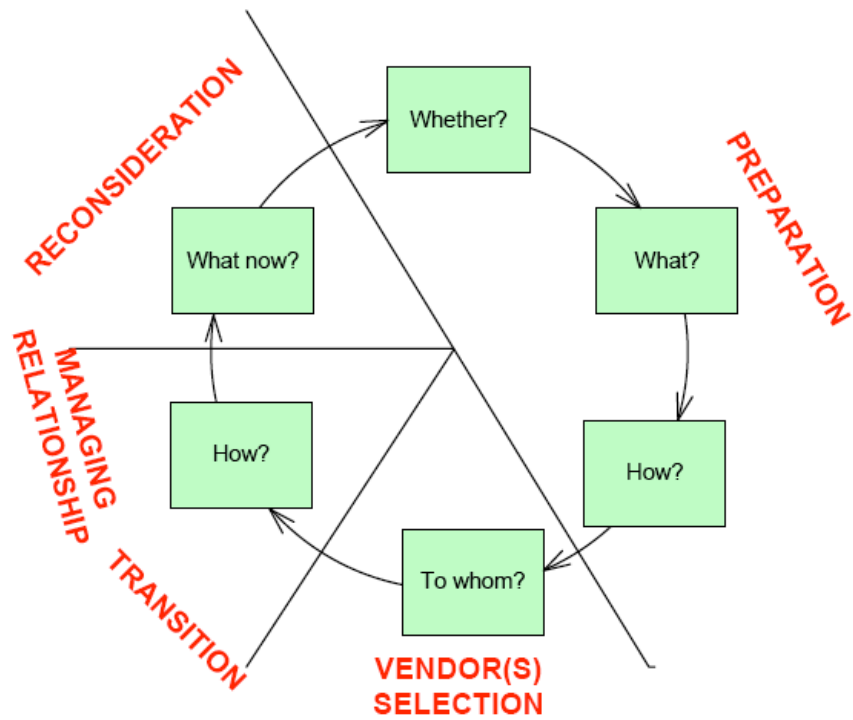 Whether?
PREPARATION
What?
How?
To whom?
VENDOR(S)
SELECTION
TRANSITION
How?
MANAGING
RELATIONSHIP
What now?
RECONSIDERATION